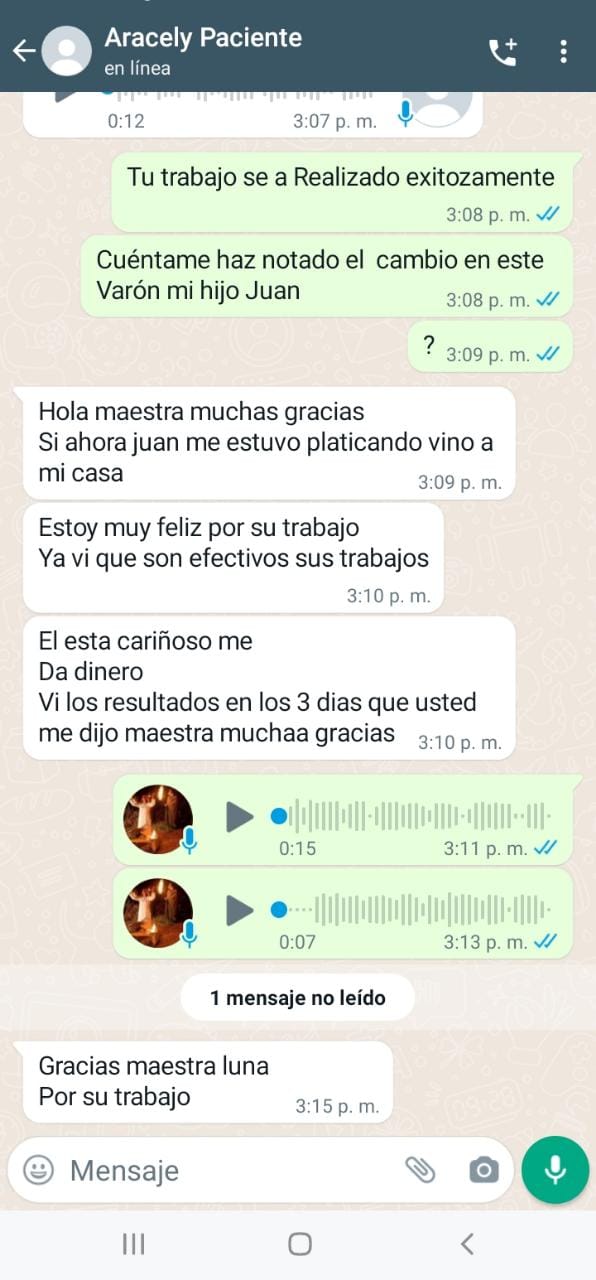 Aracely Paciente
en línea
0:12 3:07 p. m.
Tu trabajo se a Realizado exitozamente
3:08 p. m.
Cuéntame haz notado el cambio en este
Varón mi hijo Juan
3:08 p. m.
?
3:09 p. m.
Hola maestra muchas gracias
Si ahora juan me estuvo platicando vino a
mi casa
3:09 p. m.
Estoy muy feliz por su trabajo
Ya vi que son efectivos sus trabajos
3:10 p. m.
El esta cariñoso me
Da dinero
Vi los resultados en los 3 dias que usted
me dijo maestra muchaa gracias
3:10 p. m.
0:15 3:11 p. m.
0:07 3:13 p. m.
1 mensaje no leído
Gracias maestra luna
Por su trabajo
3:15 p. m.
Mensaje